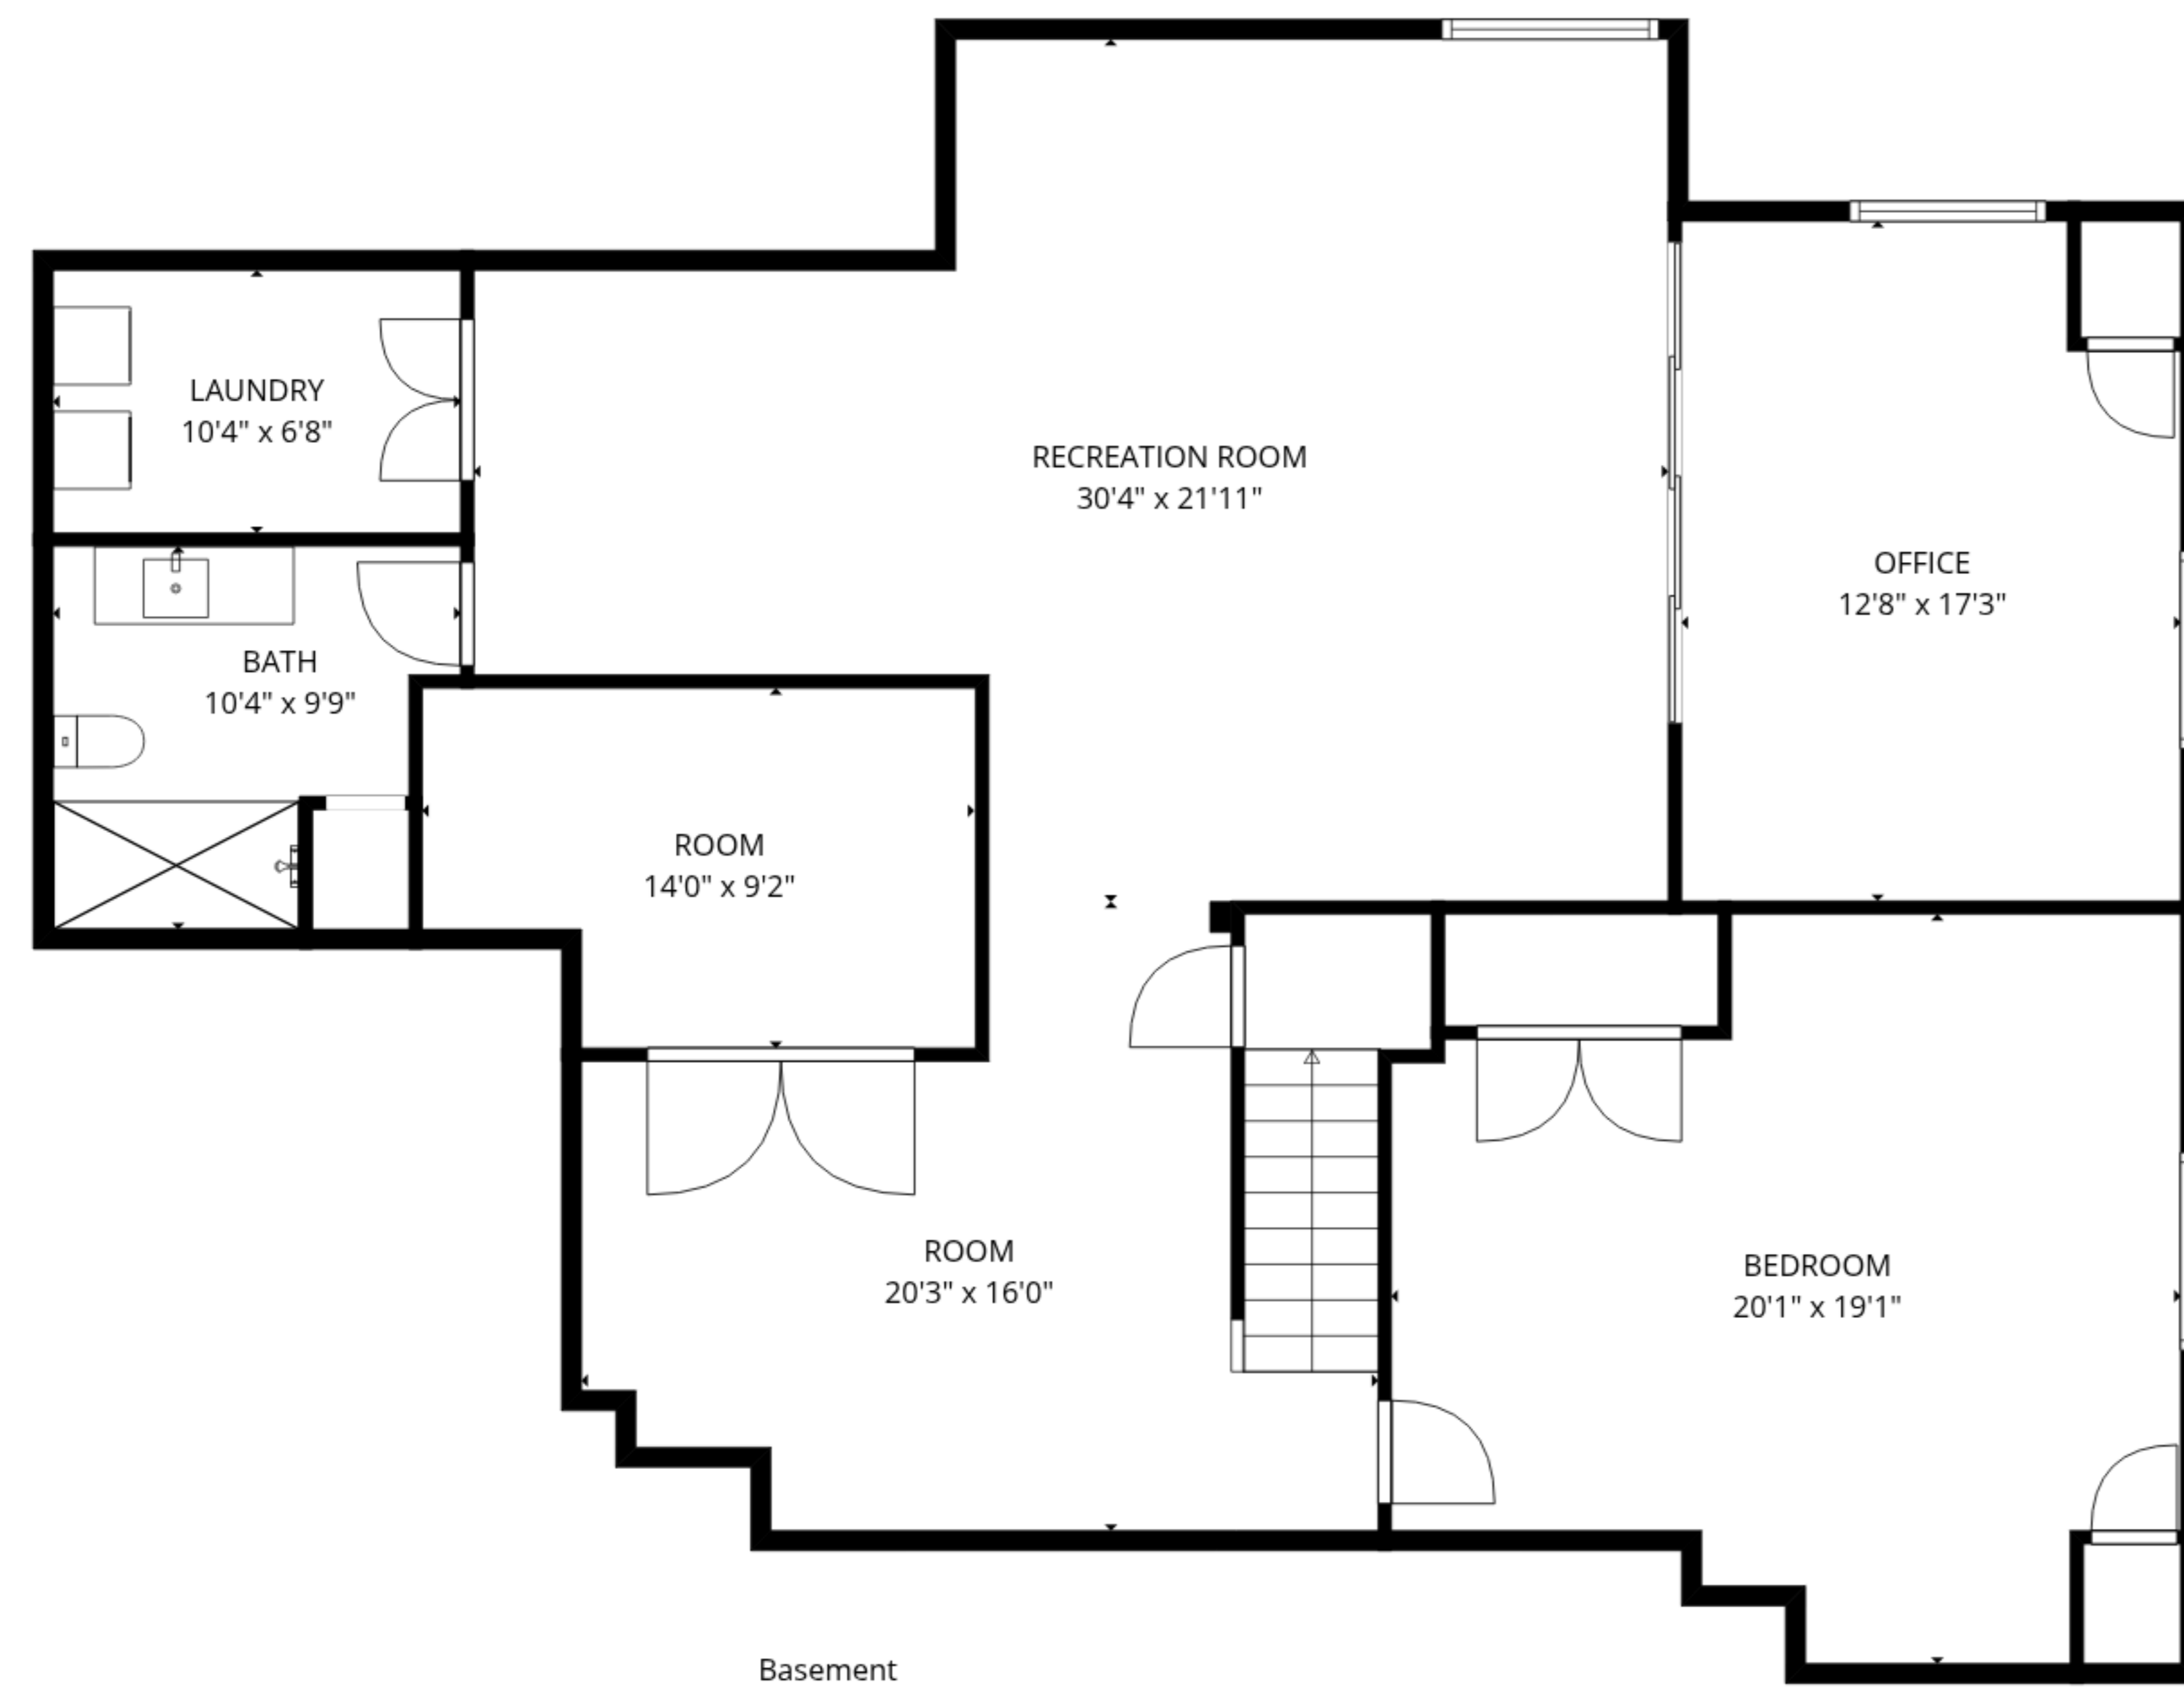 LAUNDRY
10'4" x 6'8"
RECREATION ROOM
30'4" x 21'11"
OFFICE
12'8" x 17'3"
BATH
10'4" x 9'9"
ROOM
14'0" x 9'2"
ROOM
20'3" x 16'0"
BEDROOM
20'1" x 19'1"
Basement